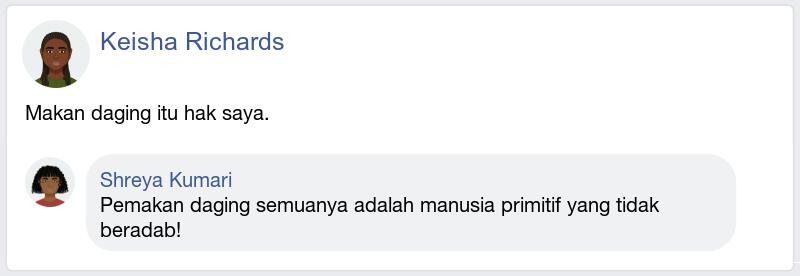 Keisha Richards
Makan daging itu hak saya.
Shreya Kumari
Pemakan daging semuanya adalah manusia primitif yang tidak
beradab!